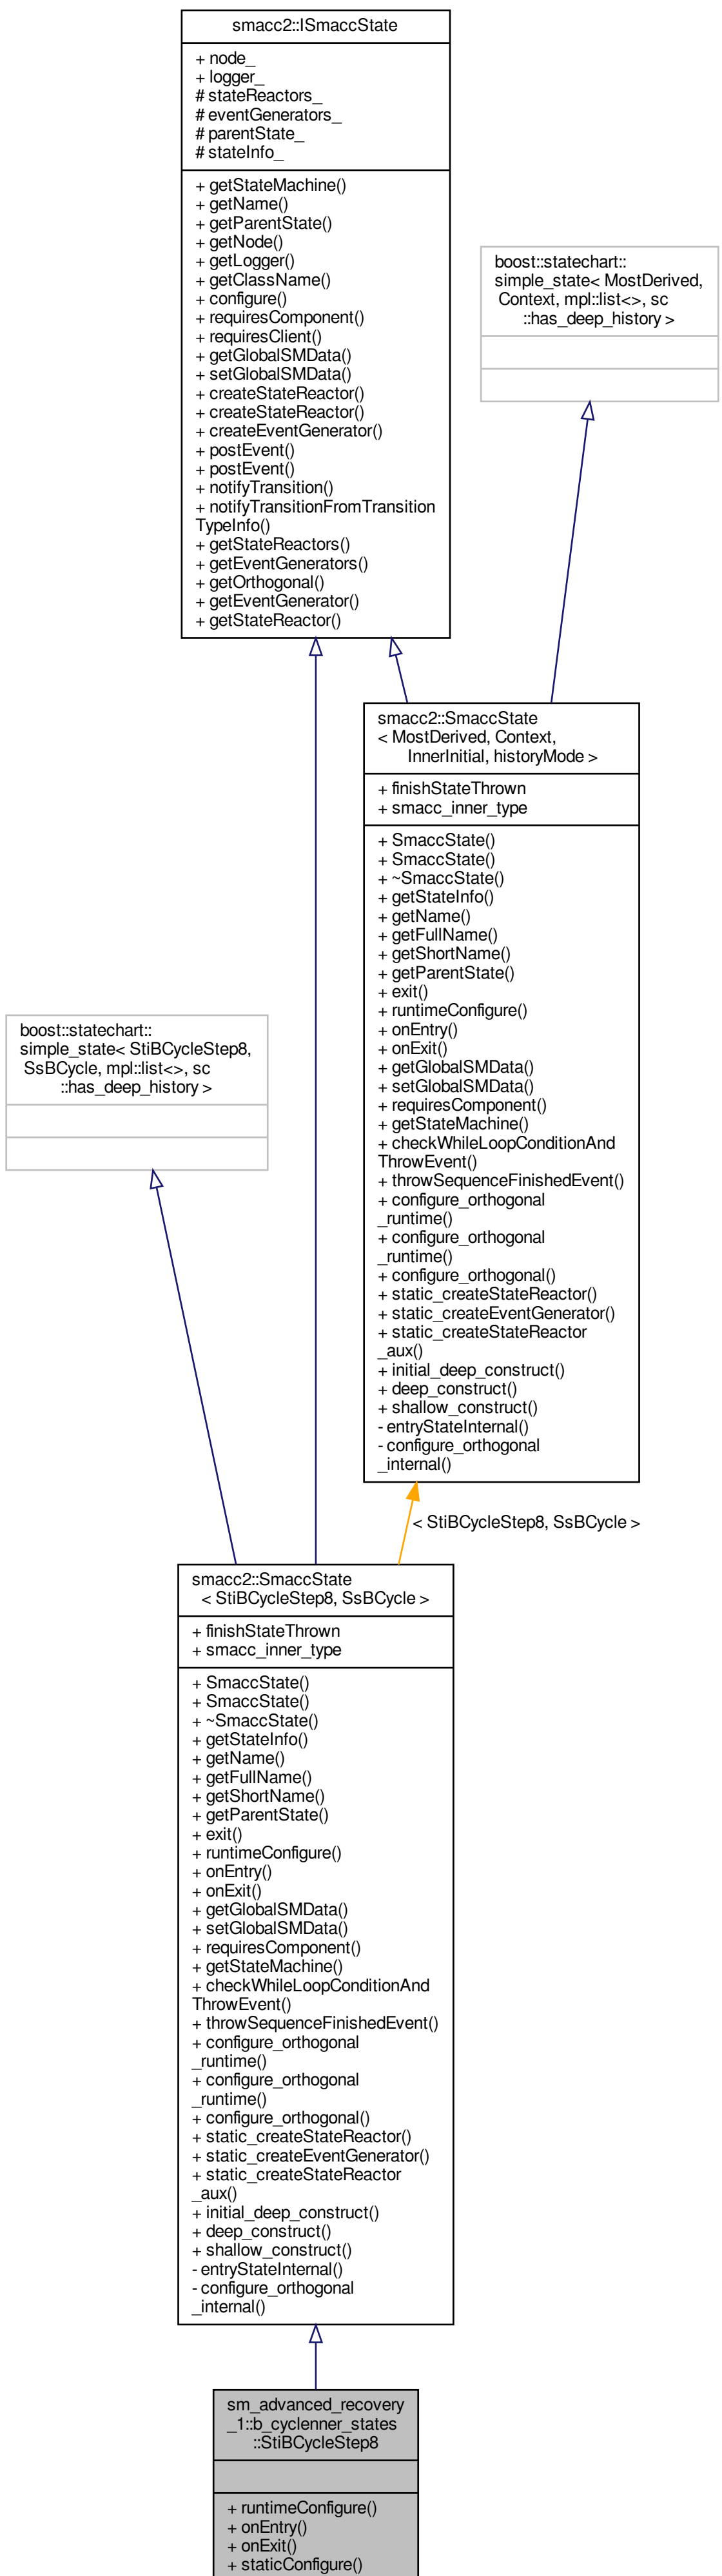 smacc2::ISmaccState
+ node_
+ logger_
# stateReactors_
# eventGenerators_
# parentState_
# stateInfo_
+ getStateMachine()
+ getName()
+ getParentState()
+ getNode()
+ getLogger()
+ getClassName()
+ configure()
+ requiresComponent()
+ requiresClient()
+ getGlobalSMData()
+ setGlobalSMData()
+ createStateReactor()
+ createStateReactor()
+ createEventGenerator()
+ postEvent()
+ postEvent()
+ notifyTransition()
+ notifyTransitionFromTransition
TypeInfo()
+ getStateReactors()
+ getEventGenerators()
+ getOrthogonal()
+ getEventGenerator()
+ getStateReactor()
boost::statechart::
simple_state< MostDerived,
Context, mpl::list<>, sc
::has_deep_history >
smacc2::SmaccState
< MostDerived, Context,
InnerInitial, historyMode >
+ finishStateThrown
+ smacc_inner_type
+ SmaccState()
+ SmaccState()
+ ~SmaccState()
+ getStateInfo()
+ getName()
+ getFullName()
+ getShortName()
+ getParentState()
+ exit()
+ runtimeConfigure()
+ onEntry()
+ onExit()
+ getGlobalSMData()
+ setGlobalSMData()
+ requiresComponent()
+ getStateMachine()
+ checkWhileLoopConditionAnd
ThrowEvent()
+ throwSequenceFinishedEvent()
+ configure_orthogonal
_runtime()
+ configure_orthogonal
_runtime()
+ configure_orthogonal()
+ static_createStateReactor()
+ static_createEventGenerator()
+ static_createStateReactor
_aux()
+ initial_deep_construct()
+ deep_construct()
+ shallow_construct()
- entryStateInternal()
- configure_orthogonal
_internal()
boost::statechart::
simple_state< StiBCycleStep8,
SsBCycle, mpl::list<>, sc
::has_deep_history >
< StiBCycleStep8, SsBCycle >
smacc2::SmaccState
< StiBCycleStep8, SsBCycle >
+ finishStateThrown
+ smacc_inner_type
+ SmaccState()
+ SmaccState()
+ ~SmaccState()
+ getStateInfo()
+ getName()
+ getFullName()
+ getShortName()
+ getParentState()
+ exit()
+ runtimeConfigure()
+ onEntry()
+ onExit()
+ getGlobalSMData()
+ setGlobalSMData()
+ requiresComponent()
+ getStateMachine()
+ checkWhileLoopConditionAnd
ThrowEvent()
+ throwSequenceFinishedEvent()
+ configure_orthogonal
_runtime()
+ configure_orthogonal
_runtime()
+ configure_orthogonal()
+ static_createStateReactor()
+ static_createEventGenerator()
+ static_createStateReactor
_aux()
+ initial_deep_construct()
+ deep_construct()
+ shallow_construct()
- entryStateInternal()
- configure_orthogonal
_internal()
sm_advanced_recovery
_1::b_cyclenner_states
::StiBCycleStep8
+ runtimeConfigure()
+ onEntry()
+ onExit()
+ staticConfigure()